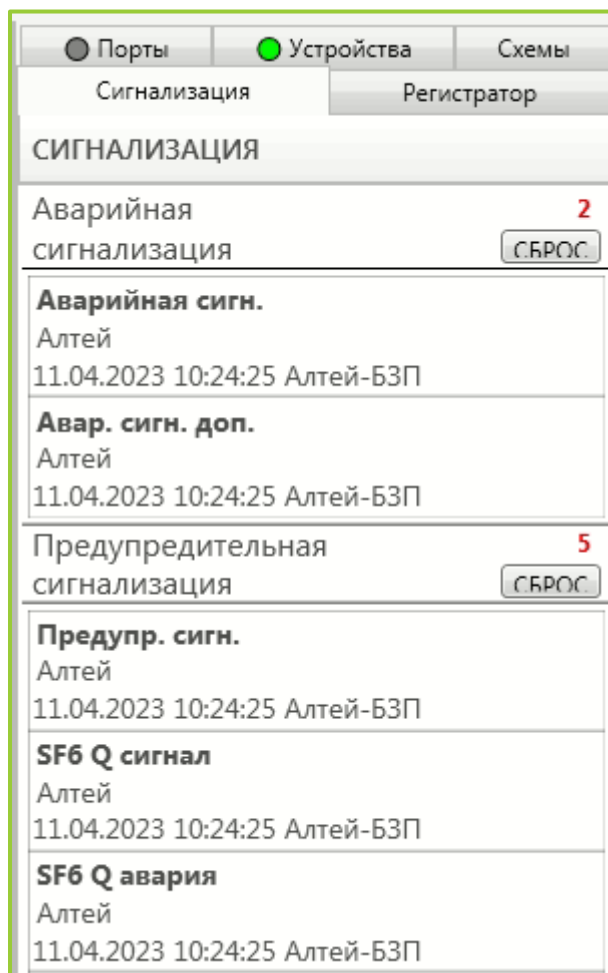 Порты Устройства Схемы
Сигнализация Регистратор
СИГНАЛИЗАЦИЯ
Аварийная 2
сигнализация СБРОС
Аварийная сигн.
Алтей
11.04.2023 10:24:25 Алтей-БЗП
Авар. сигн. доп.
Алтей
11.04.2023 10:24:25 Алтей-БЗП
Предупредительная 5
сигнализация СБРОС
Предупр. сигн.
Алтей
11.04.2023 10:24:25 Алтей-БЗП
SF6 Q сигнал
Алтей
11.04.2023 10:24:25 Алтей-БЗП
SF6 Q авария
Алтей
11.04.2023 10:24:25 Алтей-БЗП